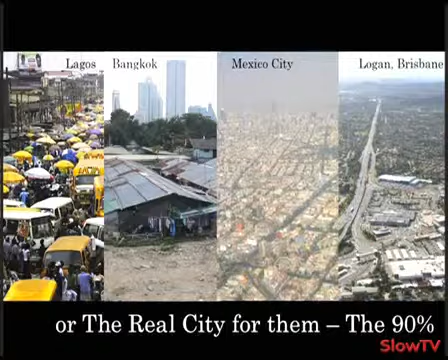 Lagos
Bangkok
Mexico City
Logan, Brisbane
or The Real City for them – The 90%
SlowTV